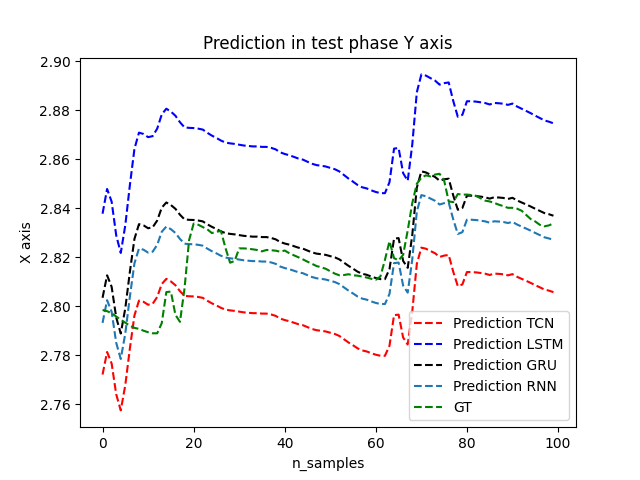 Prediction in test phase Y axis
2.90
2.88
2.86
2.84
2.82
2.80
2.78
2.76
X axis
0 20 40 60 80 100
n_samples
Prediction TCN
Prediction LSTM
Prediction GRU
Prediction RNN
GT